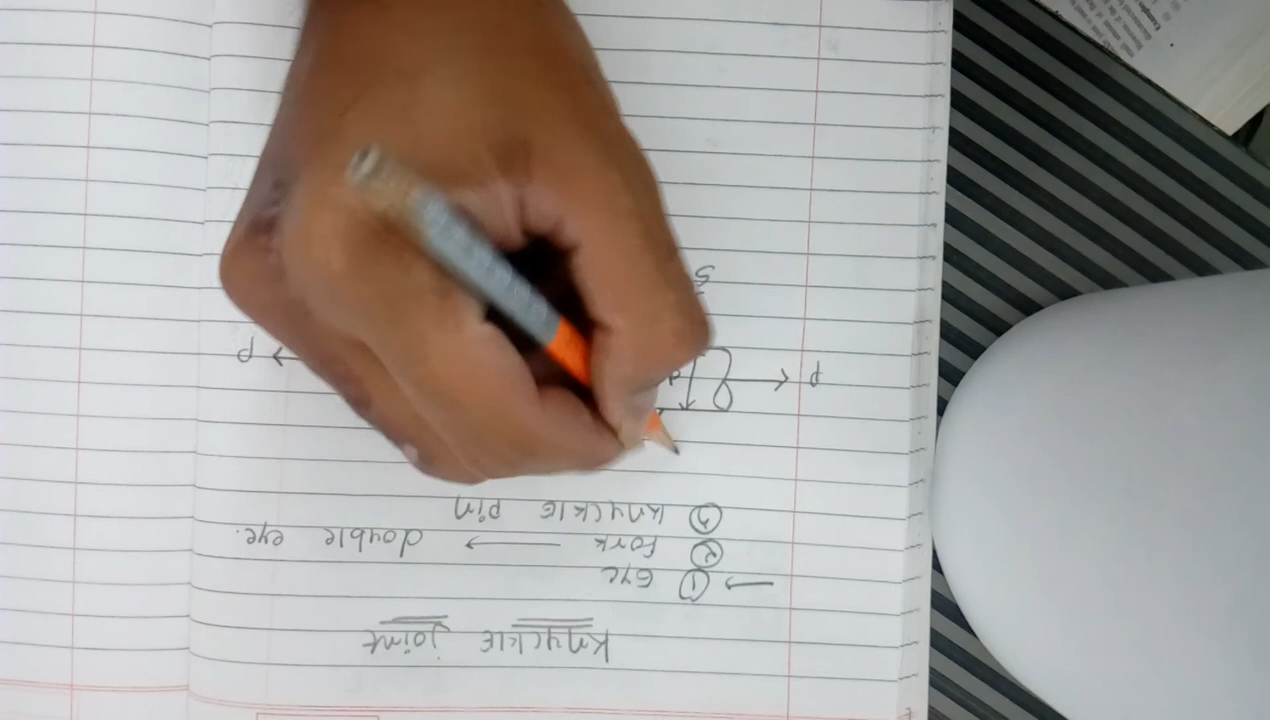 Knuckle joint
→ ① Eye
② Fork → double eye.
③ Knuckle pin
P ← → P
d